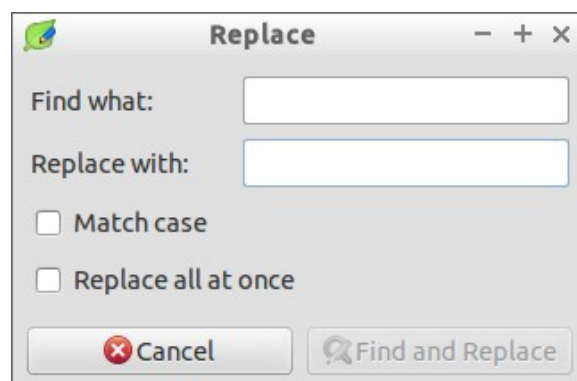 Replace
Find what:
Replace with:
Match case
Replace all at once
Cancel
Find and Replace